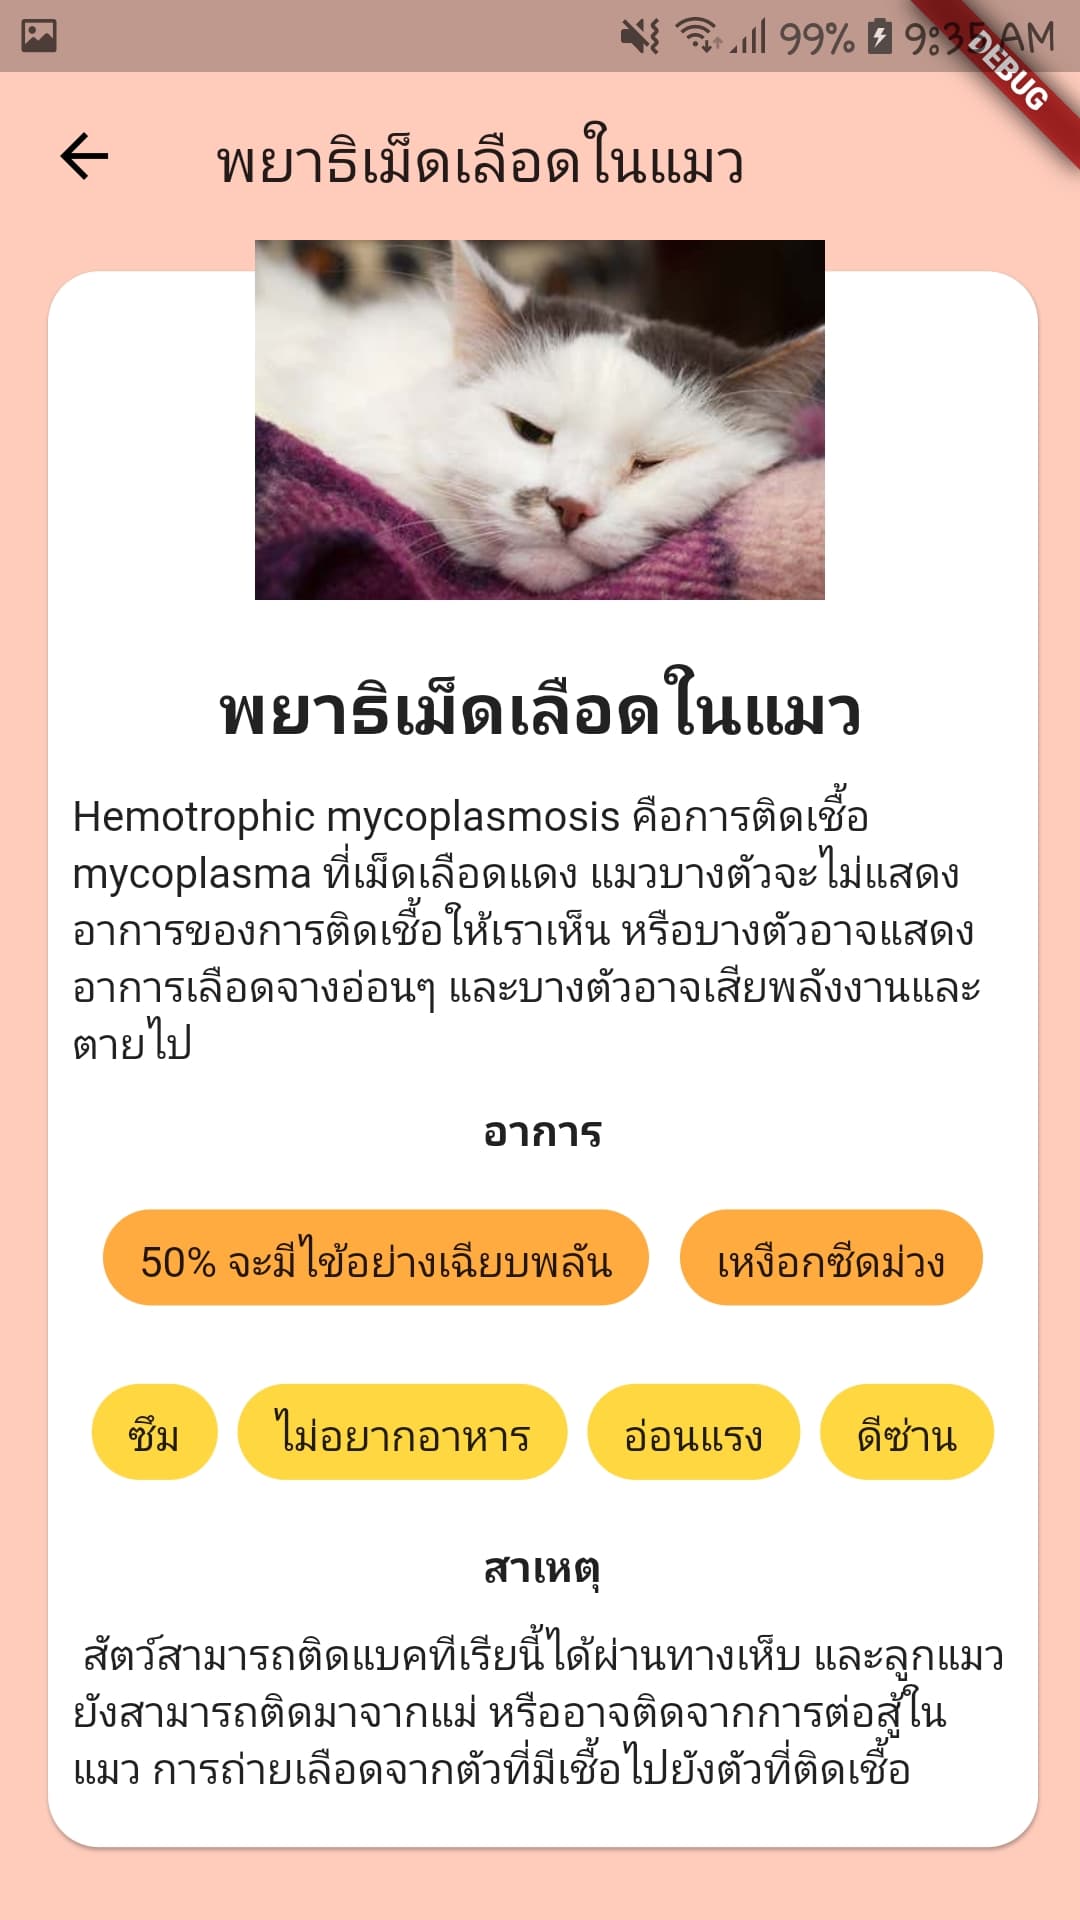 99% 9:35 AM
DEBUG
พยาธิเม็ดเลือดในแมว
พยาธิเม็ดเลือดในแมว
Hemotrophic mycoplasmosis คือการติดเชื้อ
mycoplasma ที่เม็ดเลือดแดง แมวบางตัวจะไม่แสดง
อาการของการติดเชื้อให้เราเห็น หรือบางตัวอาจแสดง
อาการเลือดจางอ่อนๆ และบางตัวอาจเสียพลังงานและ
ตายไป
อาการ
50% จะมีไข้อย่างเฉียบพลัน เหงือกซีดม่วง
ซึม ไม่อยากอาหาร อ่อนแรง ดีซ่าน
สาเหตุ
สัตว์สามารถติดแบคทีเรียนี้ได้ผ่านทางเห็บ และลูกแมว
ยังสามารถติดมาจากแม่ หรืออาจติดจากการต่อสู้ใน
แมว การถ่ายเลือดจากตัวที่มีเชื้อไปยังตัวที่ติดเชื้อ